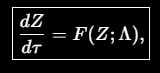 dZ/dτ = F(Z; Λ),